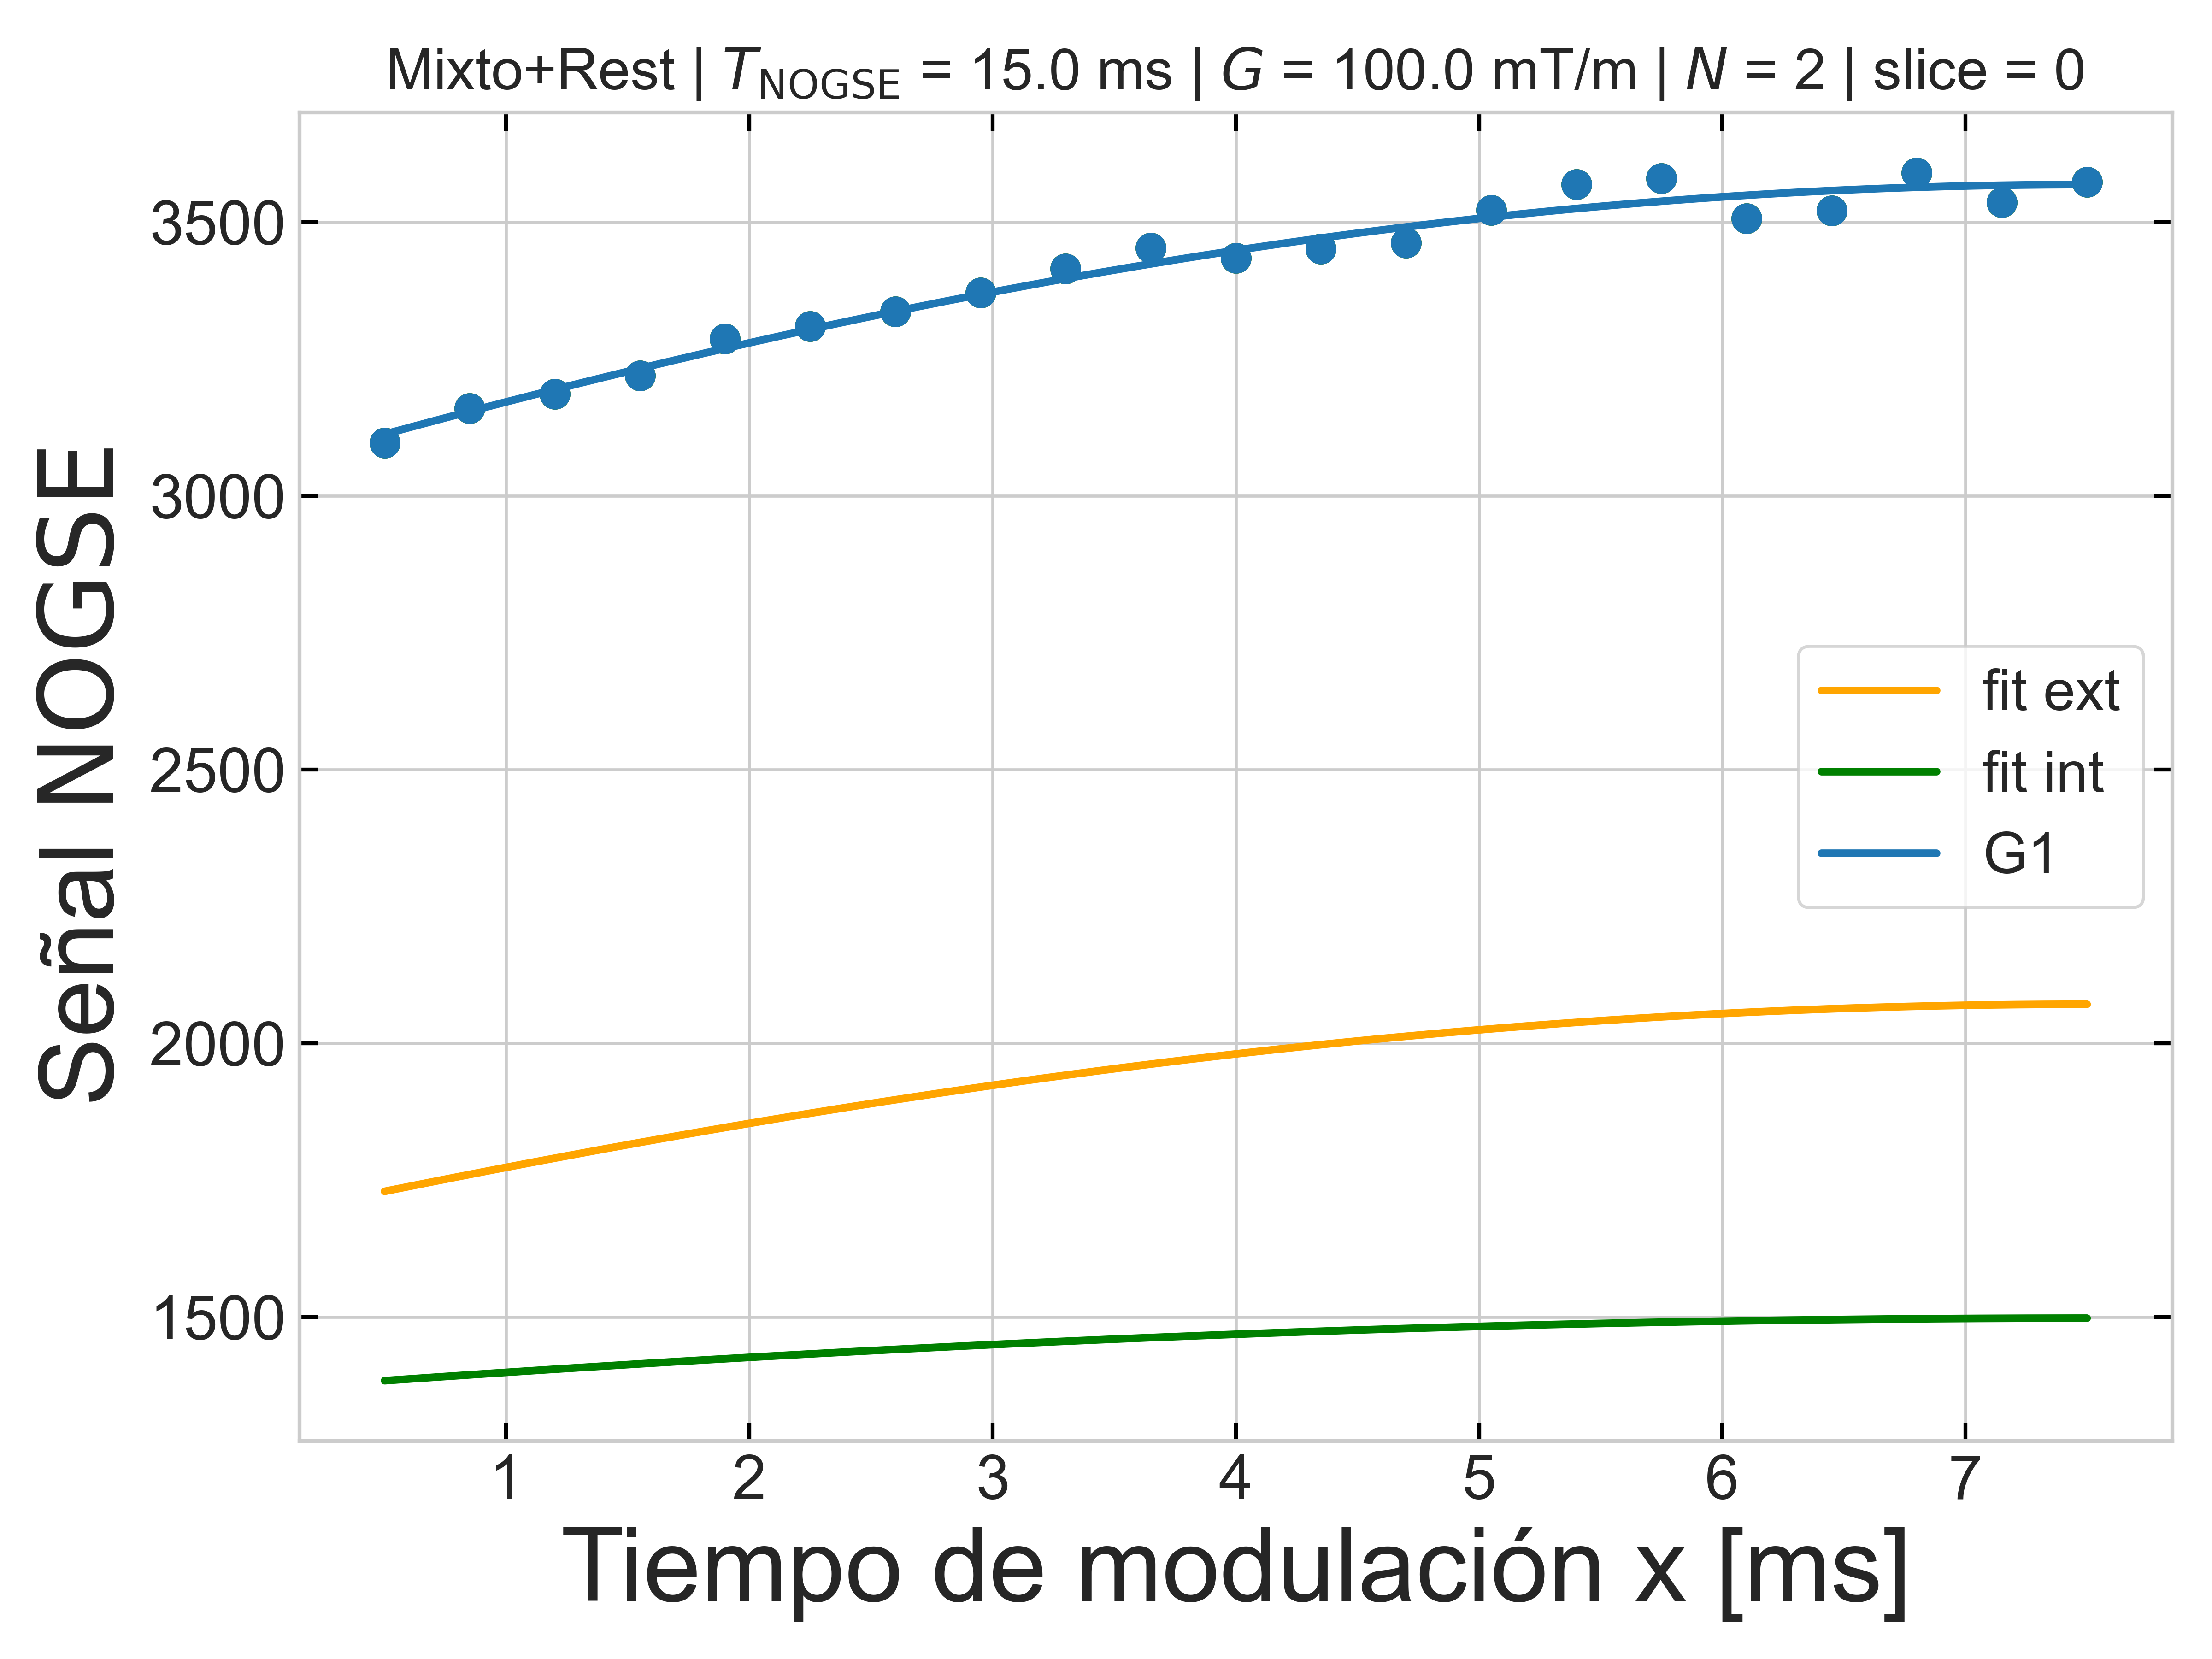 Mixto+Rest | T_NOGSE = 15.0 ms | G = 100.0 mT/m | N = 2 | slice = 0
Señal NOGSE
3500
3000
2500
2000
1500
fit ext
fit int
G1
1 2 3 4 5 6 7
Tiempo de modulación x [ms]